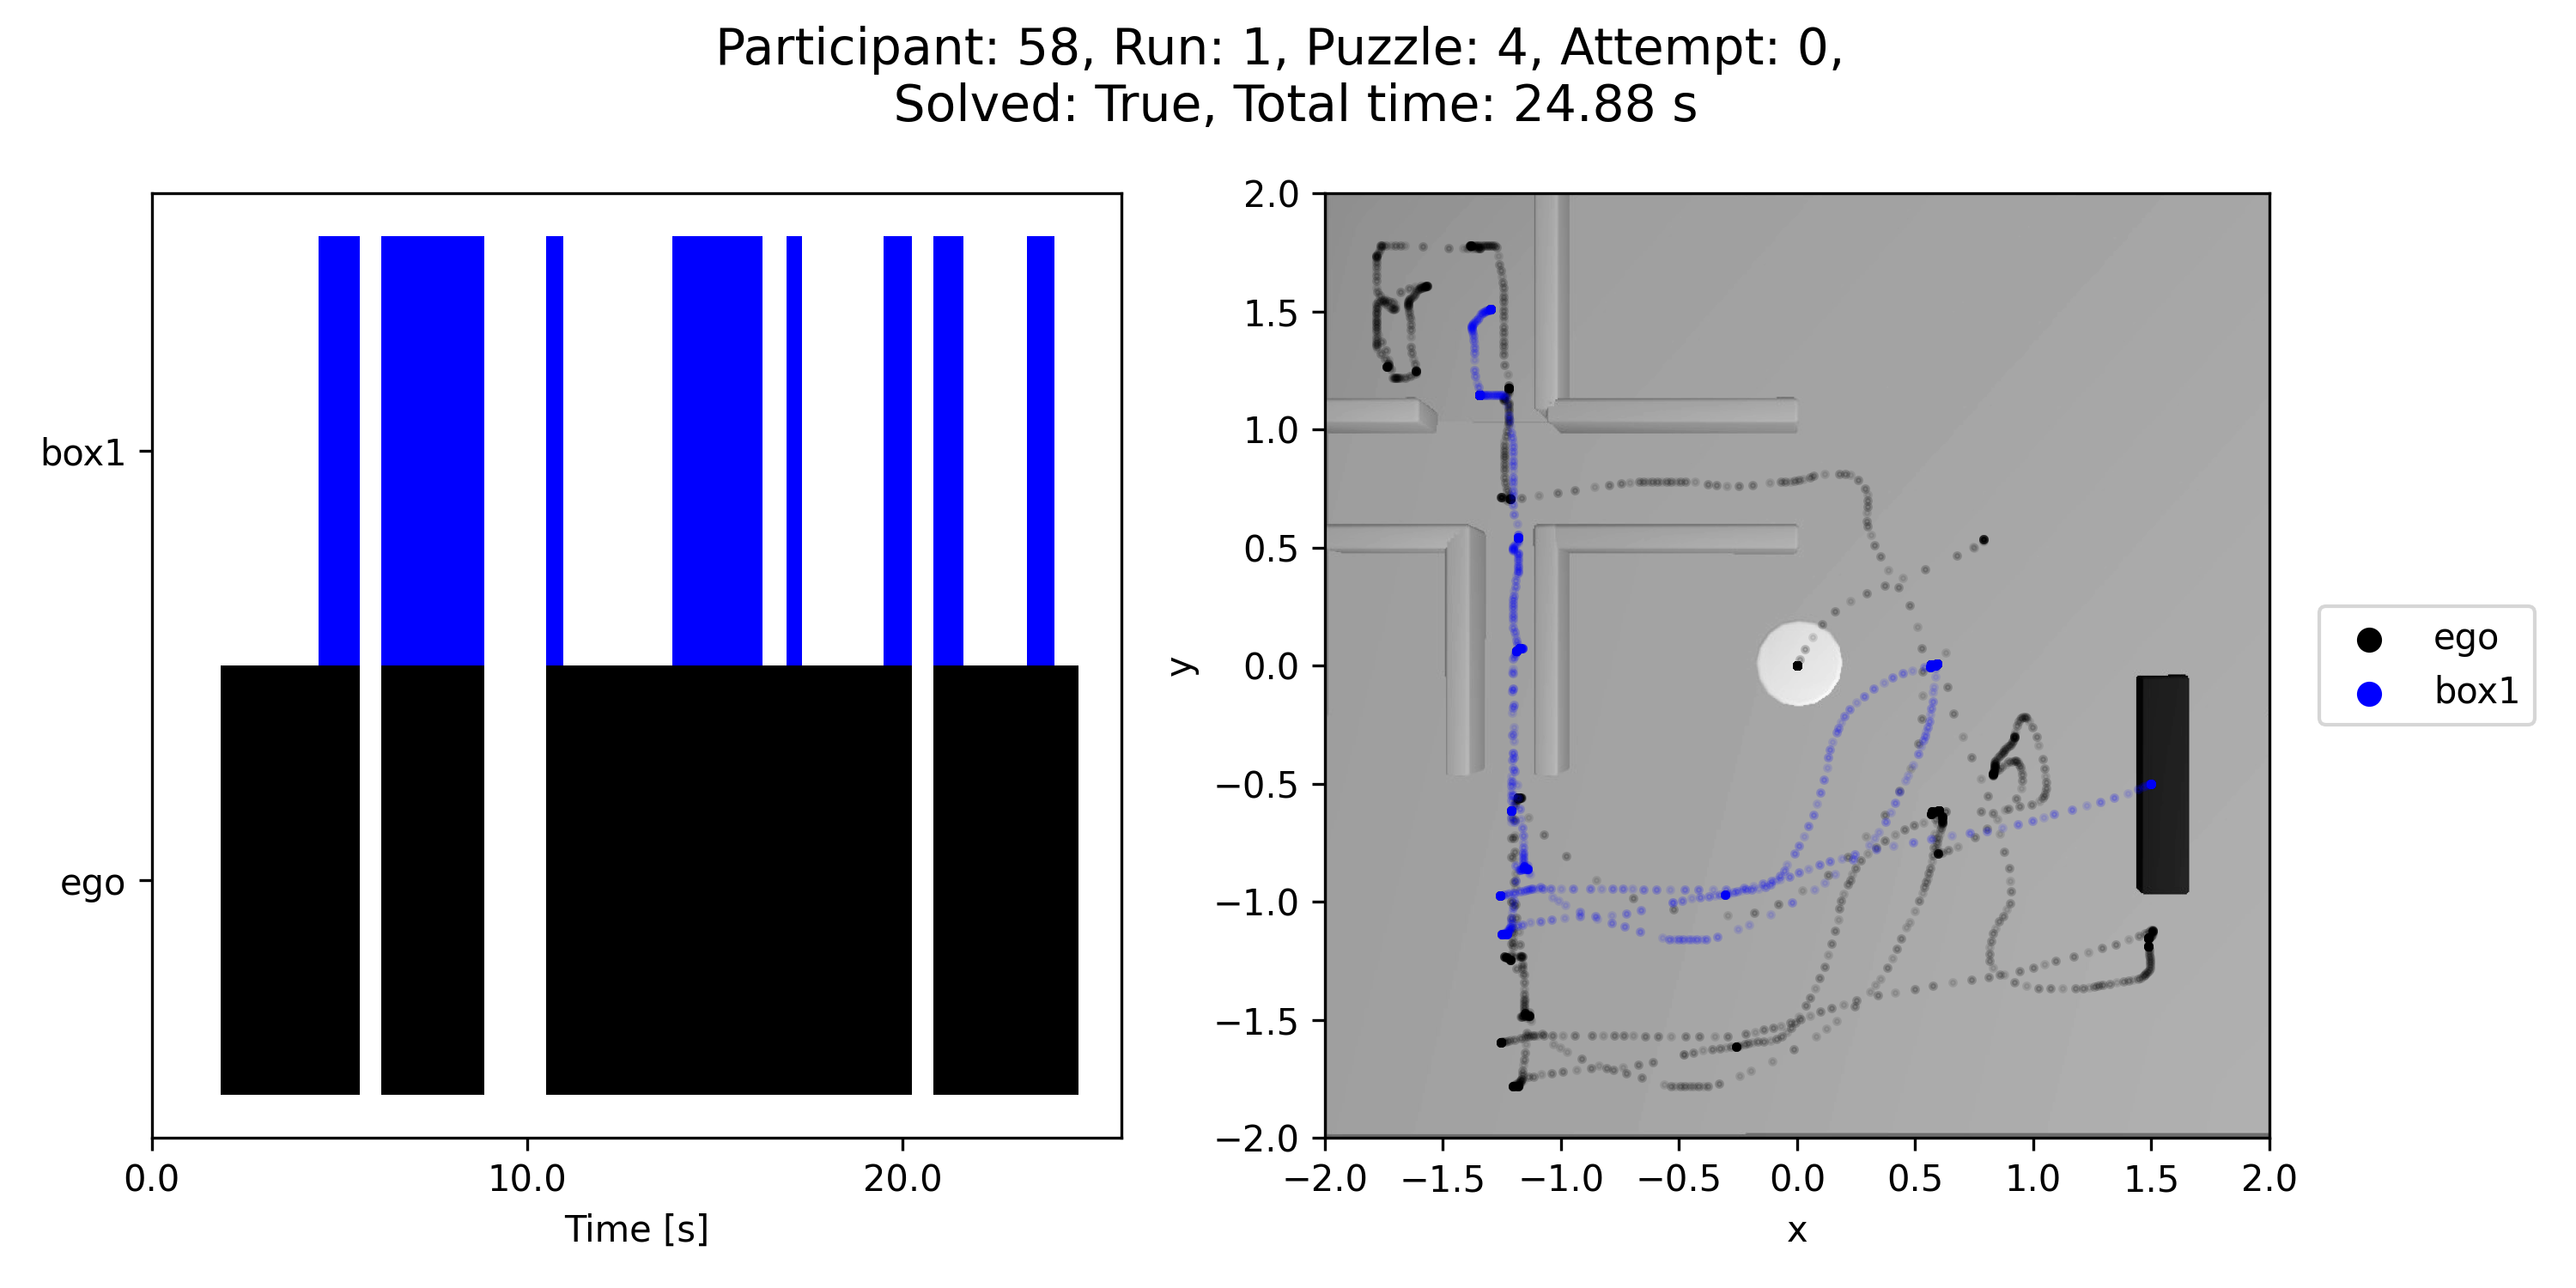 Participant: 58, Run: 1, Puzzle: 4, Attempt: 0,
Solved: True, Total time: 24.88 s
box1
ego
0.0 10.0 20.0
Time [s]
2.0
1.5
1.0
0.5
0.0
−0.5
−1.0
−1.5
−2.0
y
−2.0 −1.5 −1.0 −0.5 0.0 0.5 1.0 1.5 2.0
x
ego
box1